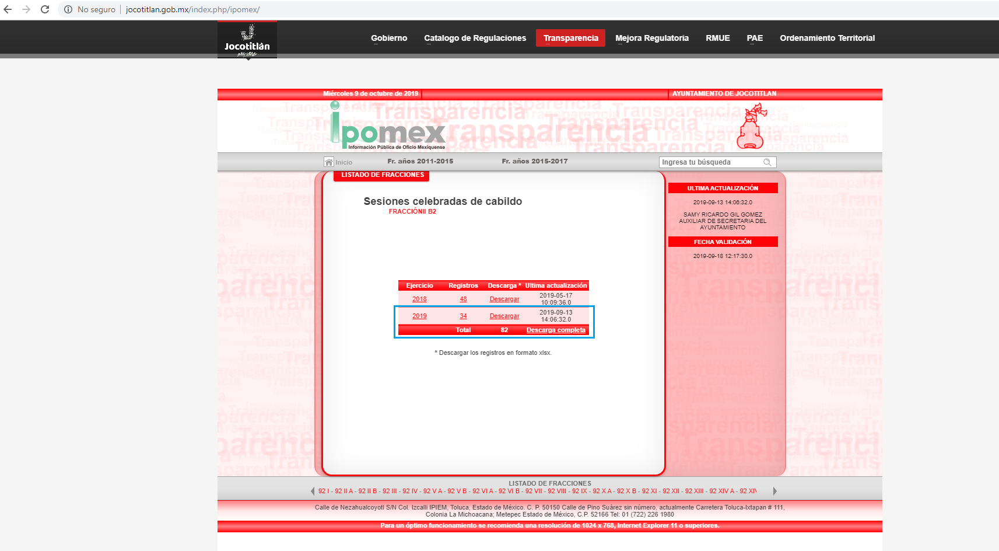 No seguro | jocotitlan.gob.mx/index.php/ipomex/
Jocotitlán
Gobierno
Catalogo de Regulaciones
Transparencia
Mejora Regulatoria
RMUE
PAE
Ordenamiento Territorial
Miércoles 9 de octubre de 2019
AYUNTAMIENTO DE JOCOTITLAN
ipomex
Información Pública de Oficio Mexiquense
Transparencia
Inicio
Fr. años 2011-2015
Fr. años 2015-2017
Ingresa tu búsqueda
LISTADO DE FRACCIONES
Sesiones celebradas de cabildo
FRACCIÓNII B2
Ejercicio Registros Descarga * Ultima actualización
2018 48 Descargar 2019-05-17
10:09:36.0
2019 34 Descargar 2019-09-13
14:06:32.0
Total 82 Descarga completa
* Descargar los registros en formato xlsx.
ULTIMA ACTUALIZACIÓN
2019-09-13 14:06:32.0
SAMY RICARDO GIL GOMEZ
AUXILIAR DE SECRETARIA DEL
AYUNTAMIENTO
FECHA VALIDACIÓN
2019-09-18 12:17:30.0
LISTADO DE FRACCIONES
92 I - 92 II A - 92 II B - 92 III - 92 IV - 92 V A - 92 V B - 92 VI A - 92 VI B - 92 VII - 92 VIII - 92 IX - 92 X A - 92 X B - 92 XI - 92 XII - 92 XIII - 92 XIV A - 92 XIV
Calle de Nezahualcoyotl S/N Col. Izcalli IPIEM, Toluca, Estado de México. C. P. 50150 Calle de Pino Suárez sin número, actualmente Carretera Toluca-Ixtapan # 111,
Colonia La Michoacana; Metepec Estado de México, C.P. 52166 Tel: 01 (722) 226 1980
Para un óptimo funcionamiento se recomienda una resolución de 1024 x 768, Internet Explorer 11 o superiores.